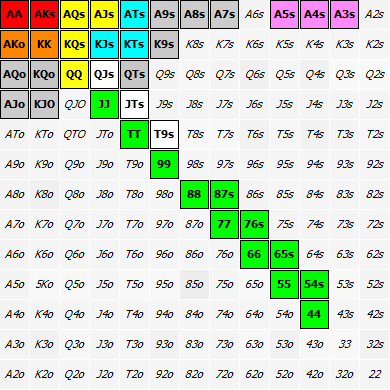 AA AKs AQs AJs ATs A9s A8s A7s A6s A5s A4s A3s A2s
AKo KK KQs KJs KTs K9s K8s K7s K6s K5s K4s K3s K2s
AQo KQo QQ QJs QTs Q9s Q8s Q7s Q6s Q5s Q4s Q3s Q2s
AJo KJO QJO JJ JTs J9s J8s J7s J6s J5s J4s J3s J2s
ATo KTo QTO JTo TT T9s T8s T7s T6s T5s T4s T3s T2s
A9o K9o Q9o J9o T9o 99 98s 97s 96s 95s 94s 93s 92s
A8o K8o Q8o J8o T8o 98o 88 87s 86s 85s 84s 83s 82s
A7o K7o Q7o J7o T7o 97o 87o 77 76s 75s 74s 73s 72s
A6o K6o Q6o J6o T6o 96o 86o 76o 66 65s 64s 63s 62s
A5o 5Ko Q5o J5o T5o 95o 85o 75o 65o 55 54s 53s 52s
A4o K4o Q4o J4o T4o 94o 84o 74o 64o 54o 44 43s 42s
A3o K3o Q3o J3o T3o 93o 83o 73o 63o 53o 43o 33 32s
A2o K2o Q2o J2o T2o 92o 82o 72o 62o 52o 42o 32o 22